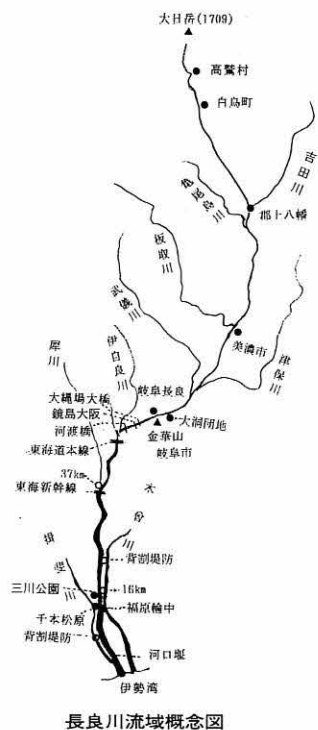 大日岳(1709)
高鷲村
白鳥町
吉田川
郡上八幡
板取川
武儀川
美濃市
津保川
伊自良川
犀川
大縄場大橋
岐阜長良
鏡島大阪
大洞団地
河渡橋
金華山
岐阜市
東海道本線
37km
東海新幹線
木曾川
揖斐川
背割堤防
三川公園
16km
千本松原
福原輪中
背割堤防
河口堰
伊勢湾
長良川流域概念図